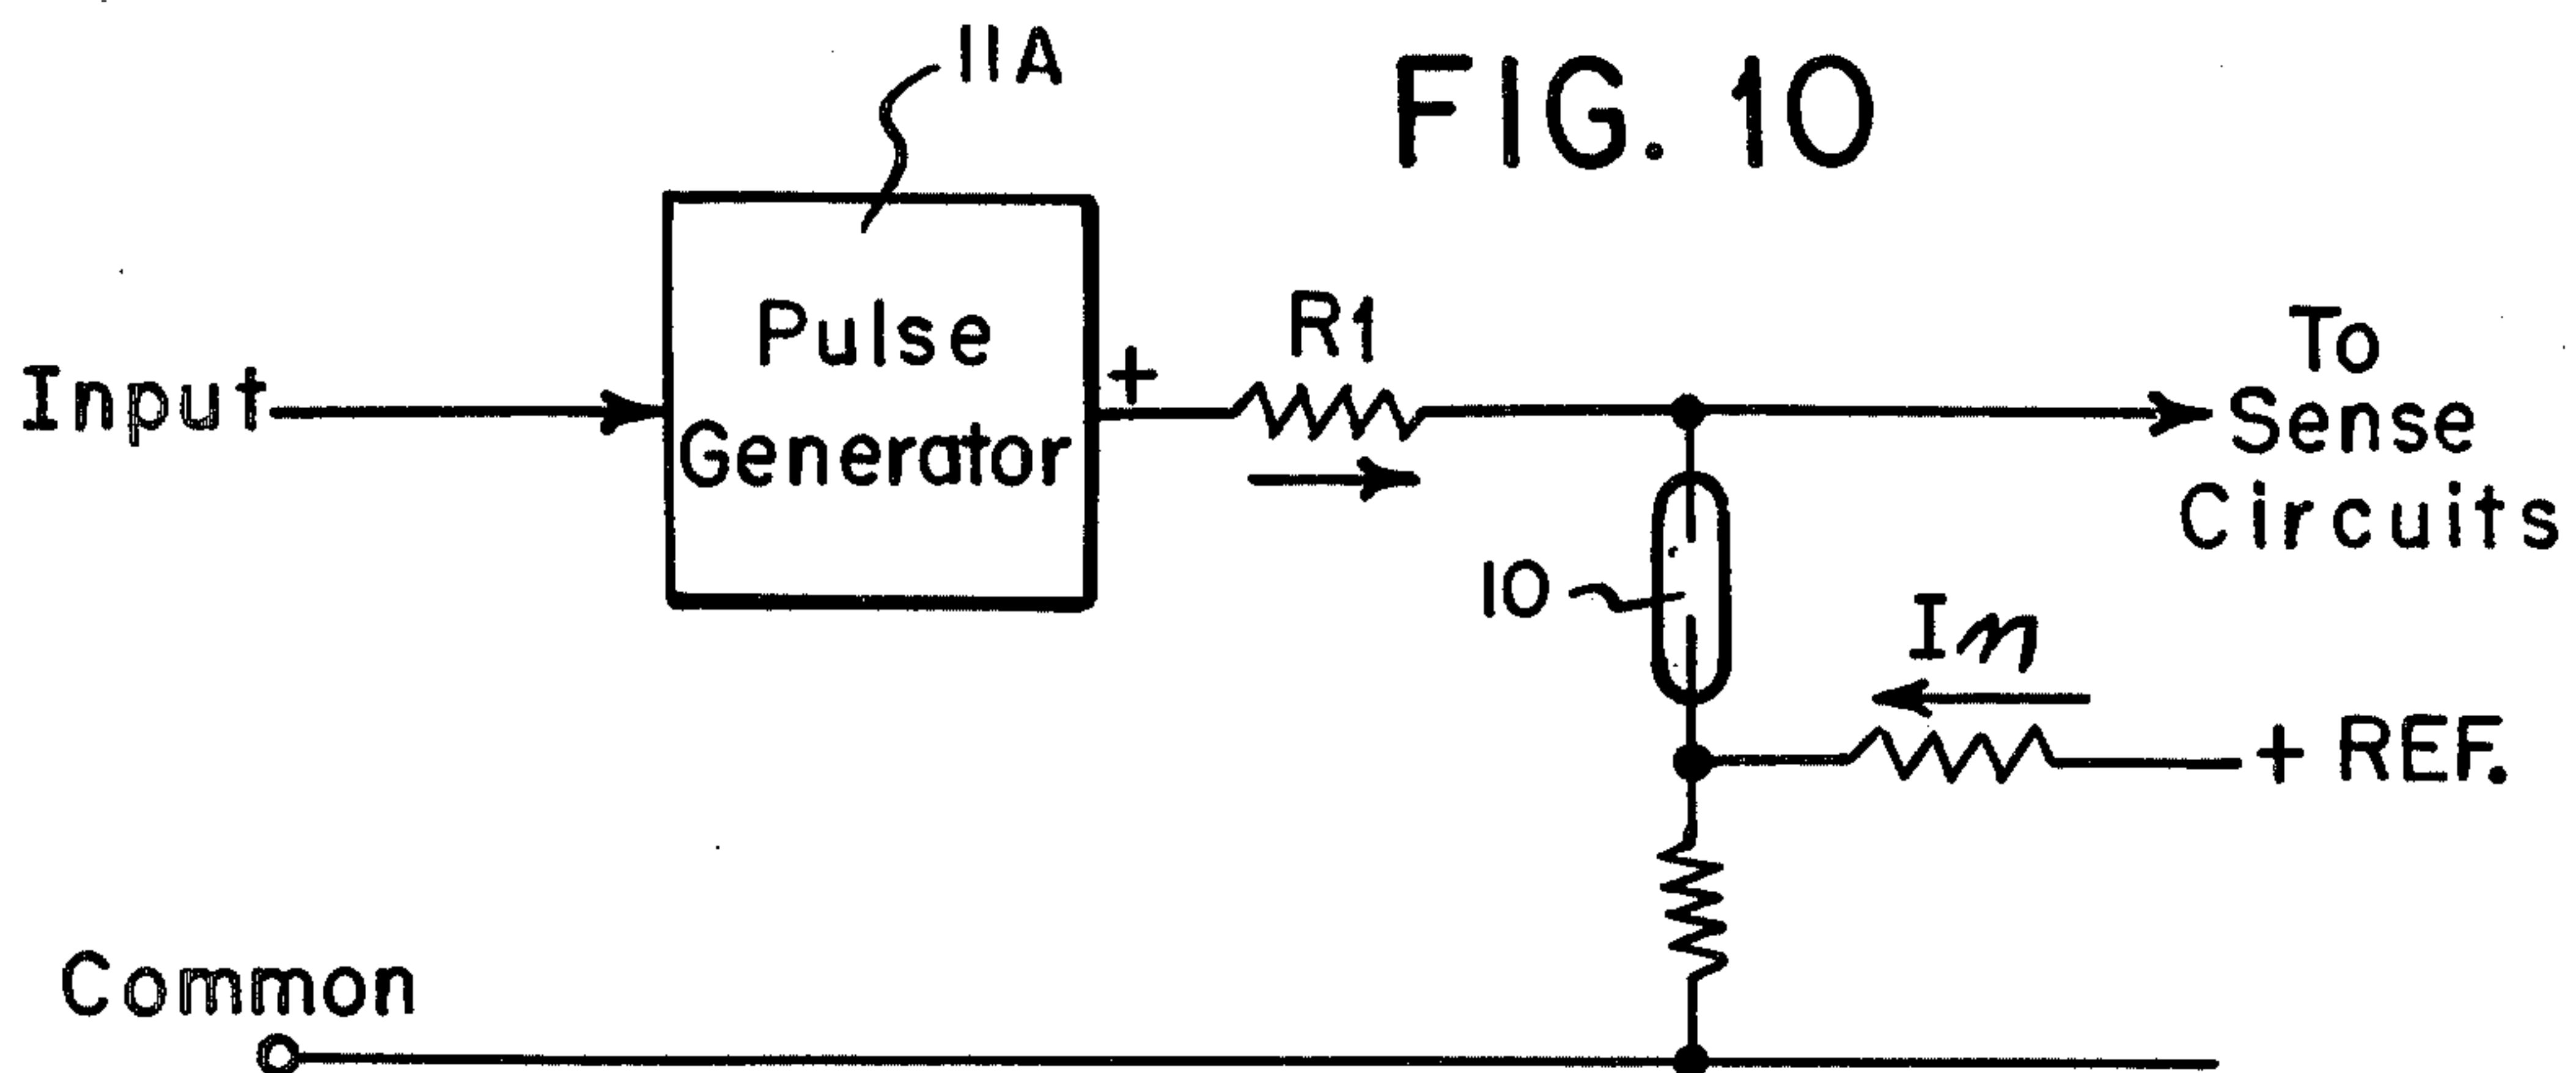 11A
FIG. 10
Pulse
Generator
Input
+
R1
To
Sense
Circuits
10
In
+ REF.
Common